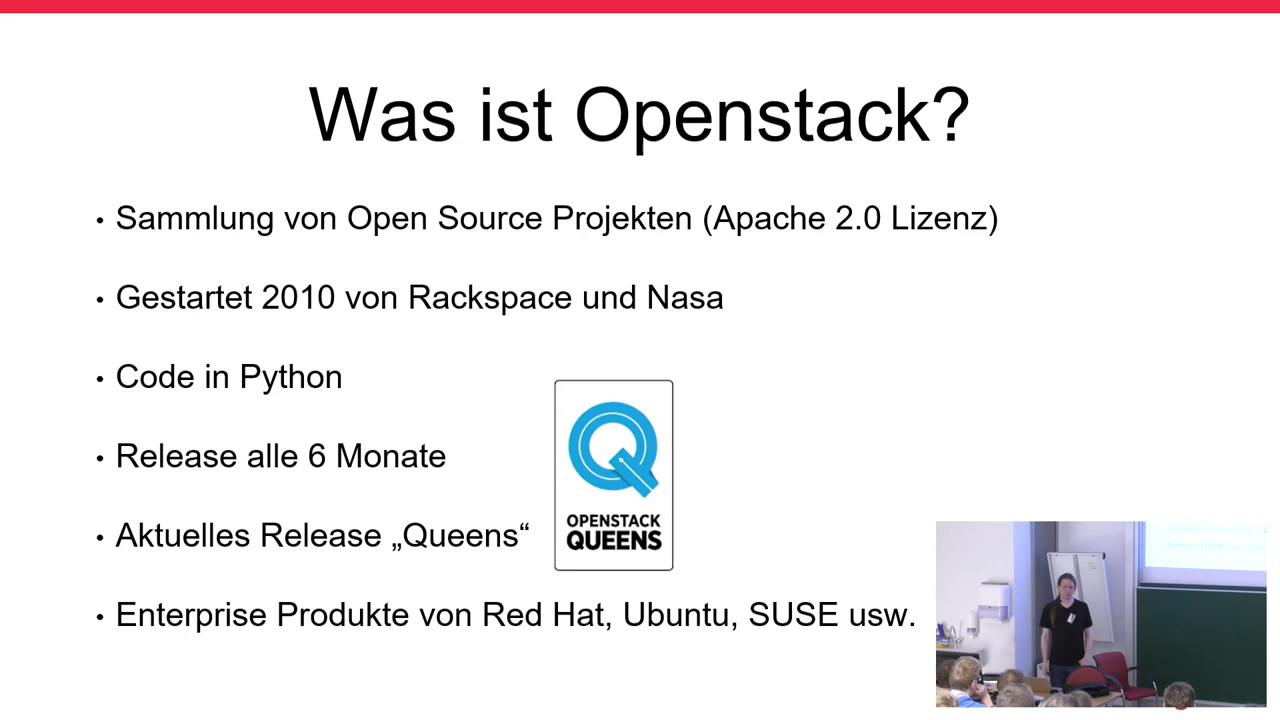 Was ist Openstack?
• Sammlung von Open Source Projekten (Apache 2.0 Lizenz)
• Gestartet 2010 von Rackspace und Nasa
• Code in Python
• Release alle 6 Monate
• Aktuelles Release „Queens“
OPENSTACK
QUEENS
• Enterprise Produkte von Red Hat, Ubuntu, SUSE usw.